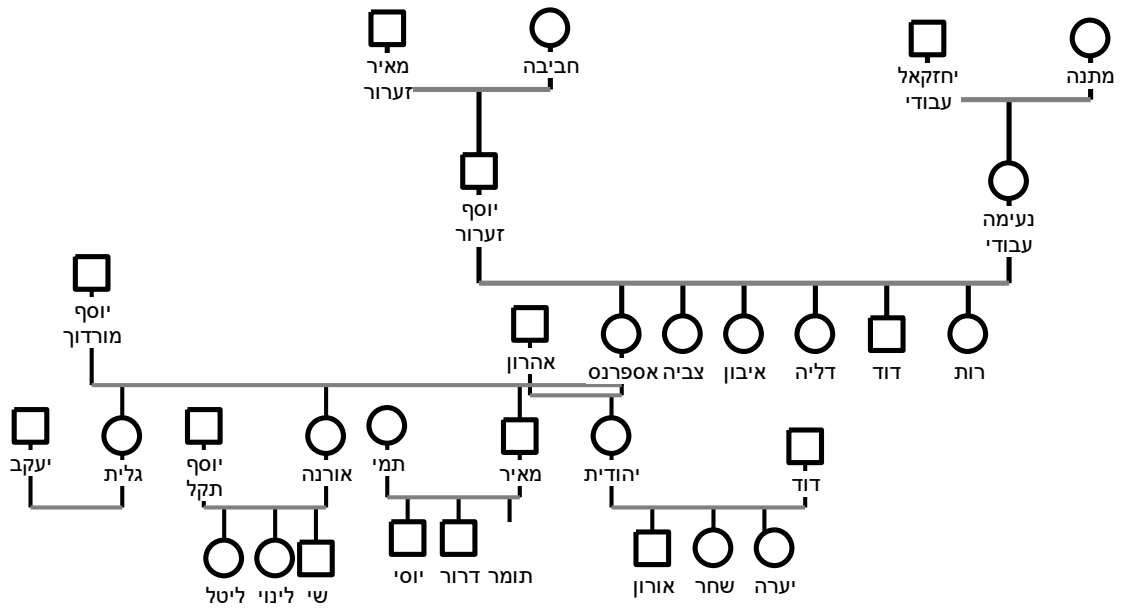 מאיר
זערור
חביבה
יחזקאל
עבודי
מתנה
יוסף
זערור
נעימה
עבודי
יוסף
מורדוך
אהרון
אספרנס
צביה
איבון
דליה
דוד
רות
יעקב
גלית
יוסף
תקל
אורנה
תמי
מאיר
יהודית
דוד
ליטל
לינוי
שי
יוסי
דרור
תומר
אורון
שחר
יערה